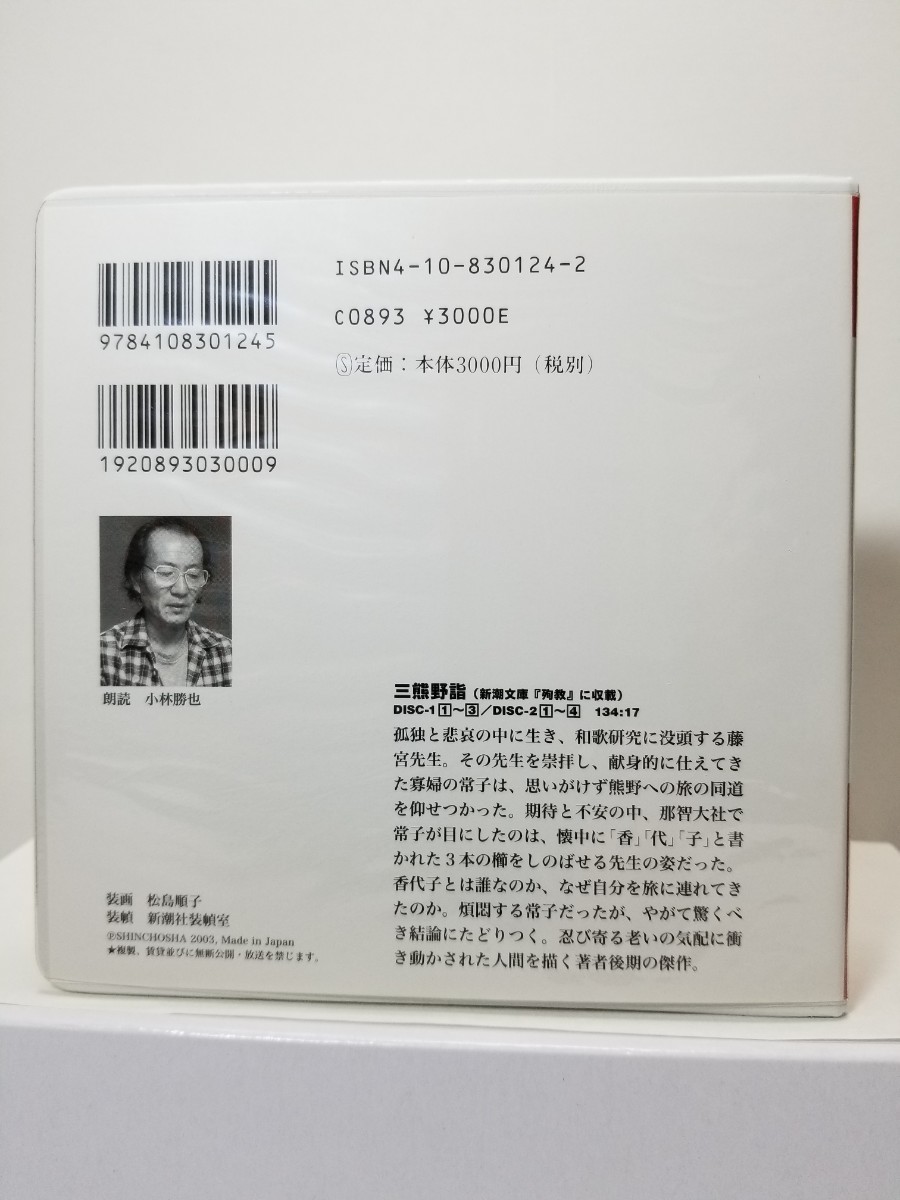 ISBN4-10-830124-2
C0893 ¥3000E
Ⓢ定価：本体3000円（税別）
9784108301245
1920893030009
朗読 小林勝也
三熊野詣（新潮文庫『殉教』に収載）
DISC-1 1～3／DISC-2 1～4 134:17
孤独と悲哀の中に生き、和歌研究に没頭する藤
宮先生。その先生を崇拝し、献身的に仕えてき
た寡婦の常子は、思いがけず熊野への旅の同道
を仰せつかった。期待と不安の中、那智大社で
常子が目にしたのは、懐中に「香」「代」「子」と書
かれた３本の櫛をしのばせる先生の姿だった。
香代子とは誰なのか、なぜ自分を旅に連れてき
たのか。煩悶する常子だったが、やがて驚くべ
き結論にたどりつく。忍び寄る老いの気配に衝
き動かされた人間を描く著者後期の傑作。
装画 松島順子
装幀 新潮社装幀室
ⓅSHINCHOSHA 2003, Made in Japan
★複製、賃貸並びに無断公開・放送を禁じます。